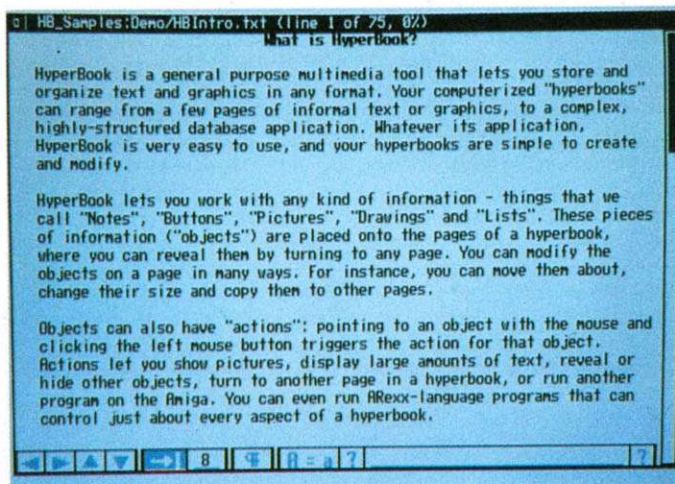 HB_Samples:Demo/HBIntro.txt (line 1 of 75, 0%)
What is HyperBook?
HyperBook is a general purpose multimedia tool that lets you store and
organize text and graphics in any format. Your computerized "hyperbooks"
can range from a few pages of informal text or graphics, to a complex,
highly-structured database application. Whatever its application,
HyperBook is very easy to use, and your hyperbooks are simple to create
and modify.
HyperBook lets you work with any kind of information - things that we
call "Notes", "Buttons", "Pictures", "Drawings" and "Lists". These pieces
of information ("objects") are placed onto the pages of a hyperbook,
where you can reveal them by turning to any page. You can modify the
objects on a page in many ways. For instance, you can move them about,
change their size and copy them to other pages.
Objects can also have "actions": pointing to an object with the mouse and
clicking the left mouse button triggers the action for that object.
Actions let you show pictures, display large amounts of text, reveal or
hide other objects, turn to another page in a hyperbook, or run another
program on the Amiga. You can even run ARexx-language programs that can
control just about every aspect of a hyperbook.
8 ¶ A = a ? ?